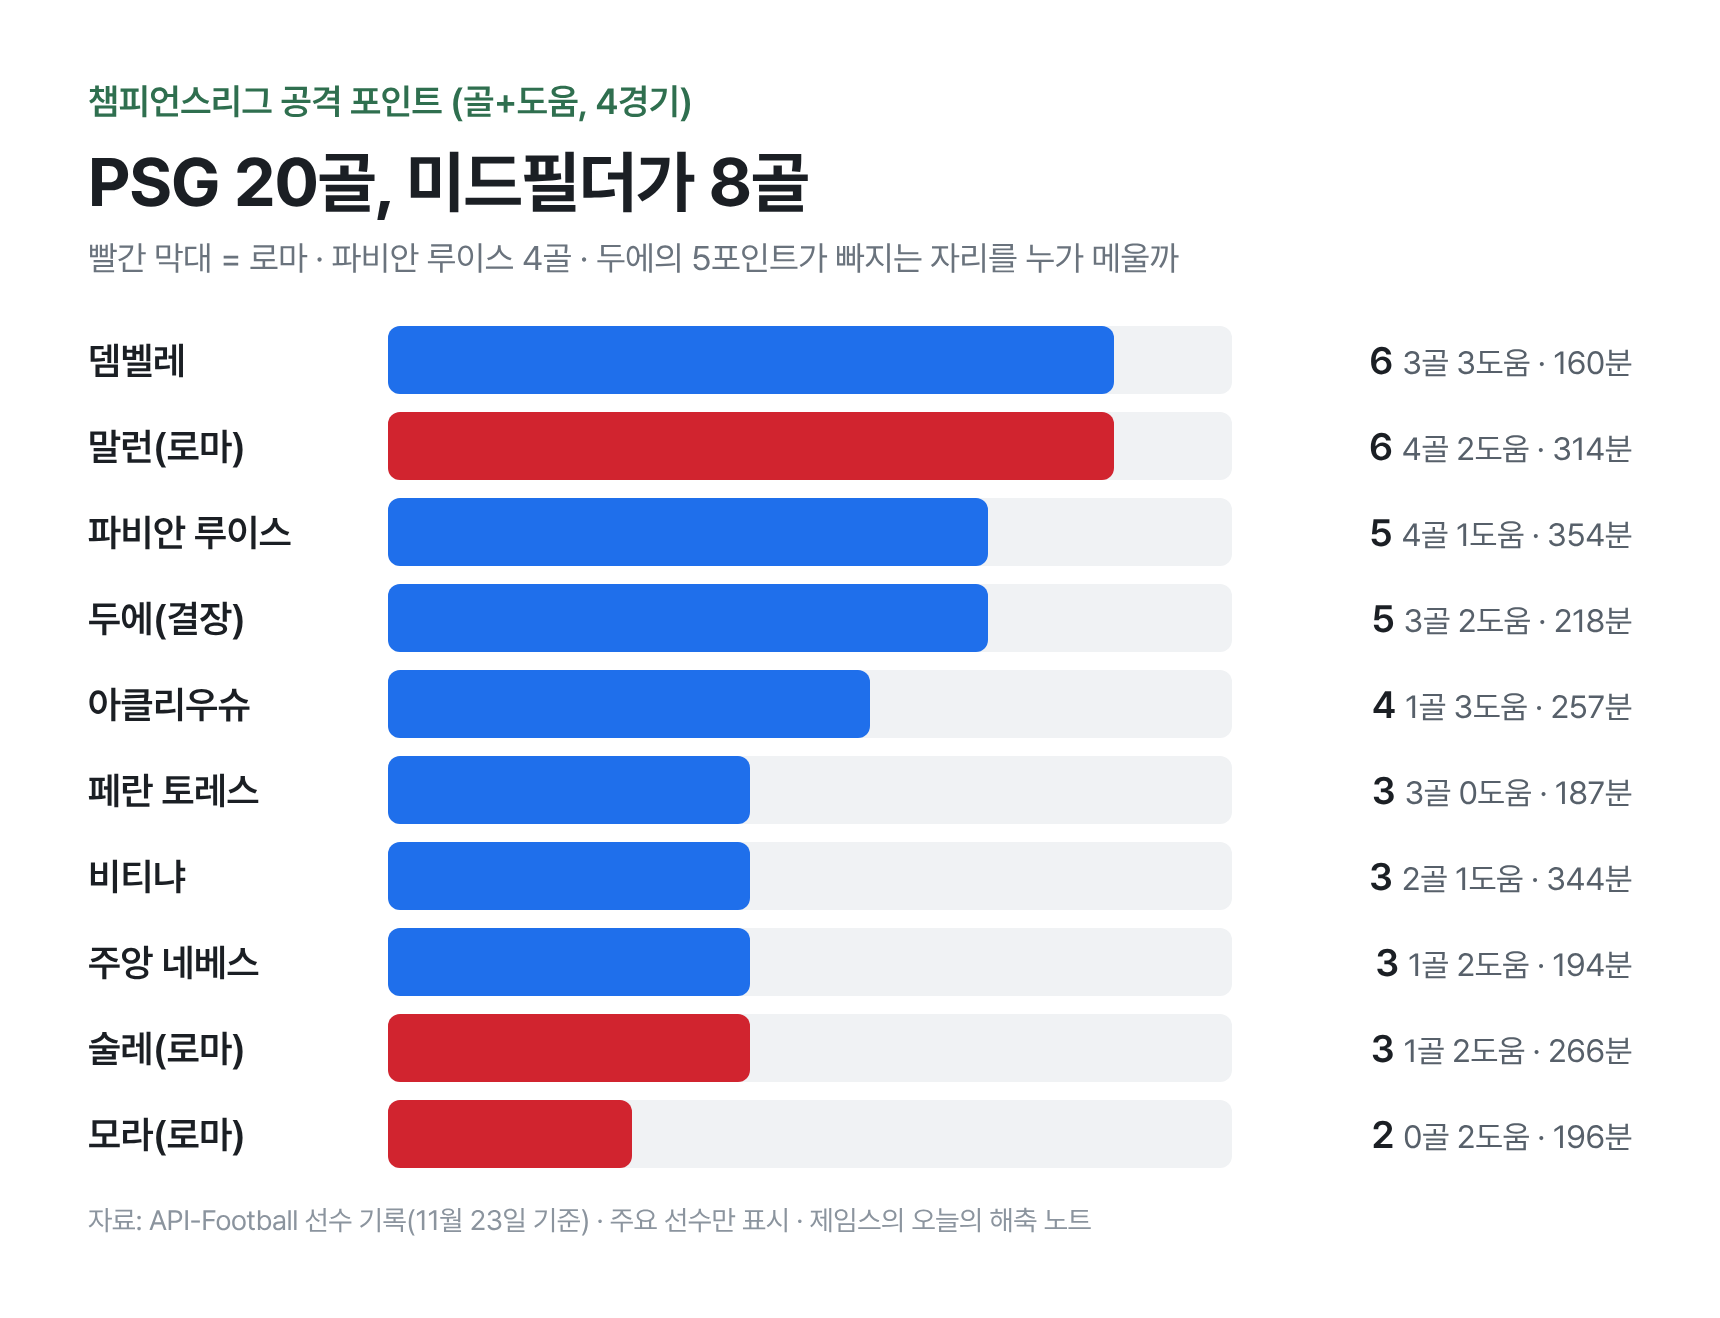 챔피언스리그 공격 포인트 (골+도움, 4경기)
PSG 20골, 미드필더가 8골
빨간 막대 = 로마 · 파비안 루이스 4골 · 두에의 5포인트가 빠지는 자리를 누가 메울까
뎀벨레 6 3골 3도움 · 160분
말런(로마) 6 4골 2도움 · 314분
파비안 루이스 5 4골 1도움 · 354분
두에(결장) 5 3골 2도움 · 218분
아클리우슈 4 1골 3도움 · 257분
페란 토레스 3 3골 0도움 · 187분
비티냐 3 2골 1도움 · 344분
주앙 네베스 3 1골 2도움 · 194분
술레(로마) 3 1골 2도움 · 266분
모라(로마) 2 0골 2도움 · 196분
자료: API-Football 선수 기록(11월 23일 기준) · 주요 선수만 표시 · 제임스의 오늘의 해축 노트